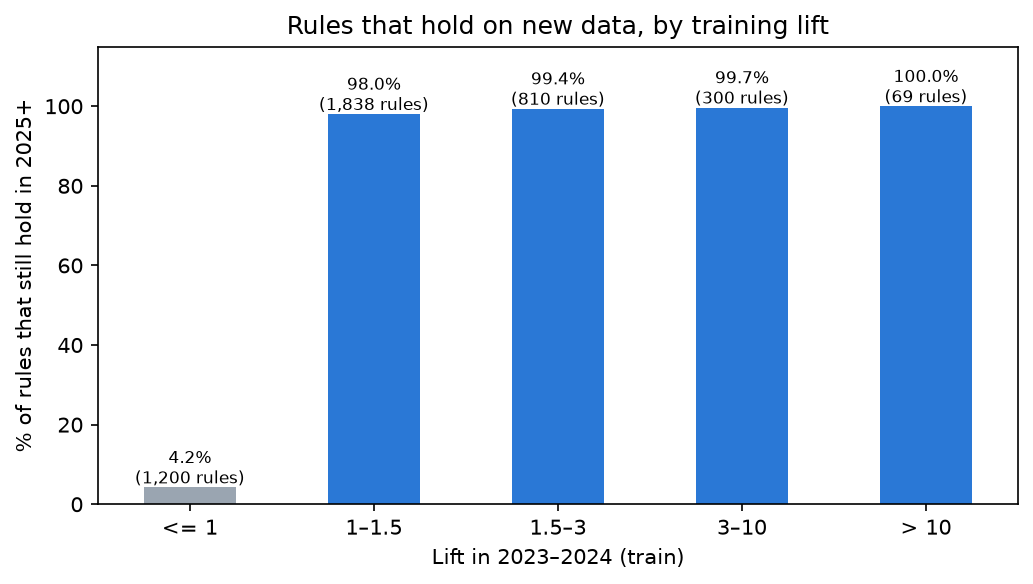 Rules that hold on new data, by training lift
% of rules that still hold in 2025+
100
80
60
40
20
0
4.2%
(1,200 rules)
98.0%
(1,838 rules)
99.4%
(810 rules)
99.7%
(300 rules)
100.0%
(69 rules)
<= 1
1–1.5
1.5–3
3–10
> 10
Lift in 2023–2024 (train)